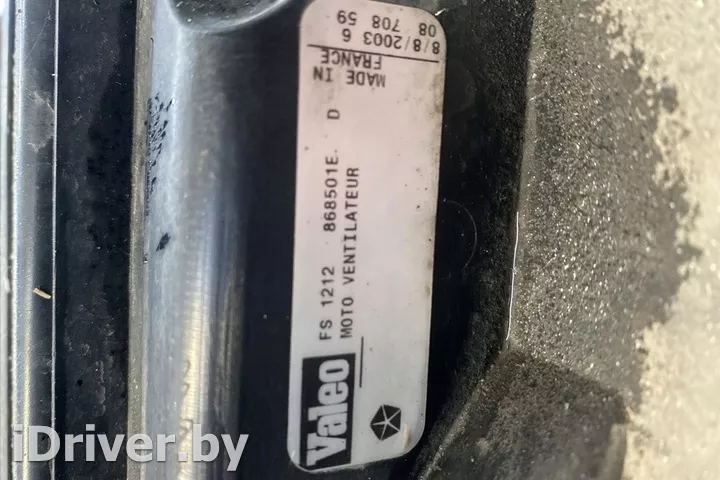 Valeo
FS 1212 868501E. D
MOTO VENTILATEUR
MADE IN
FRANCE
8/8/2003 6
08 708 59
iDriver.by